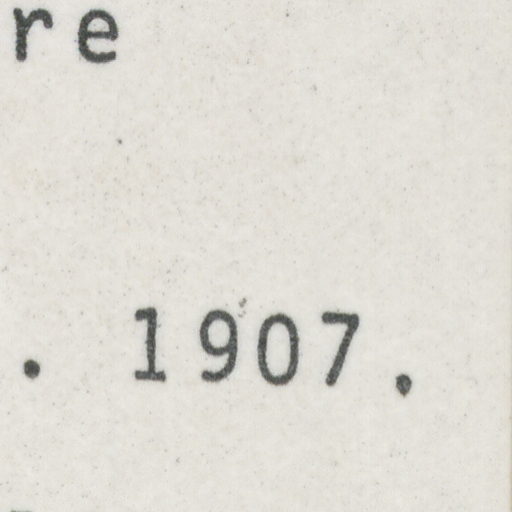 re
. 1907.